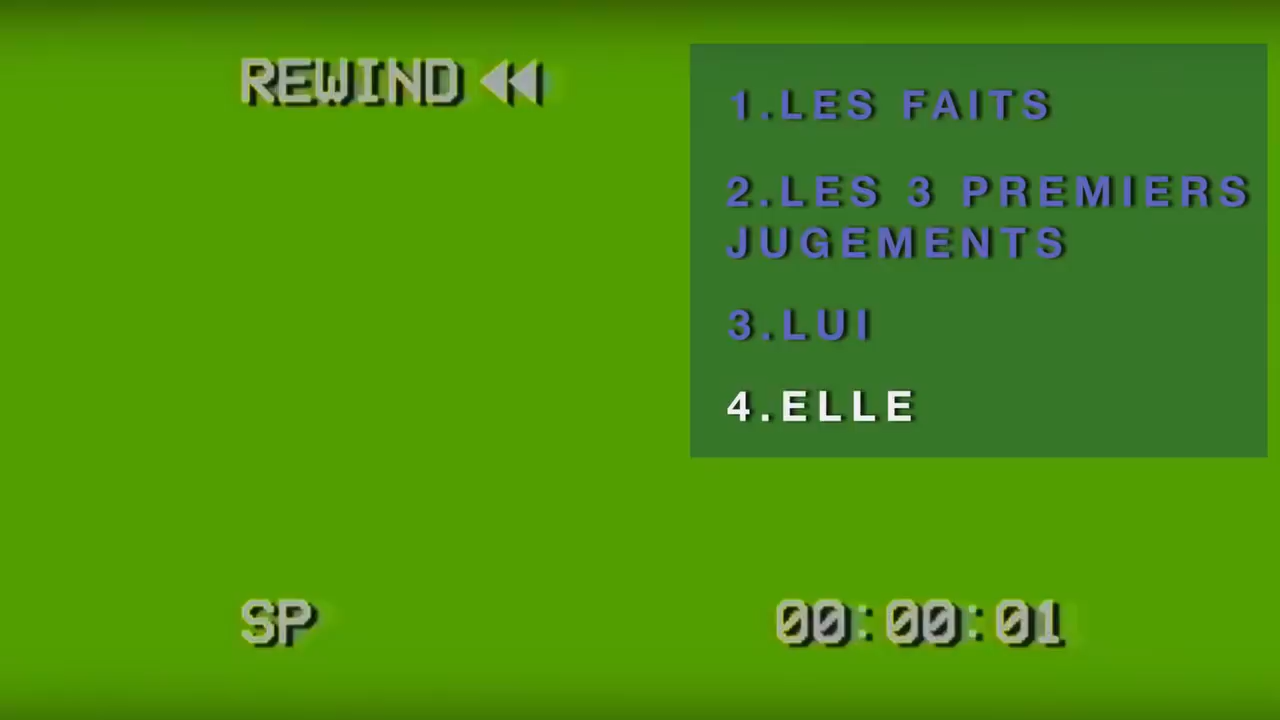 REWIND
1.LES FAITS
2.LES 3 PREMIERS
JUGEMENTS
3.LUI
4.ELLE
SP
00:00:01